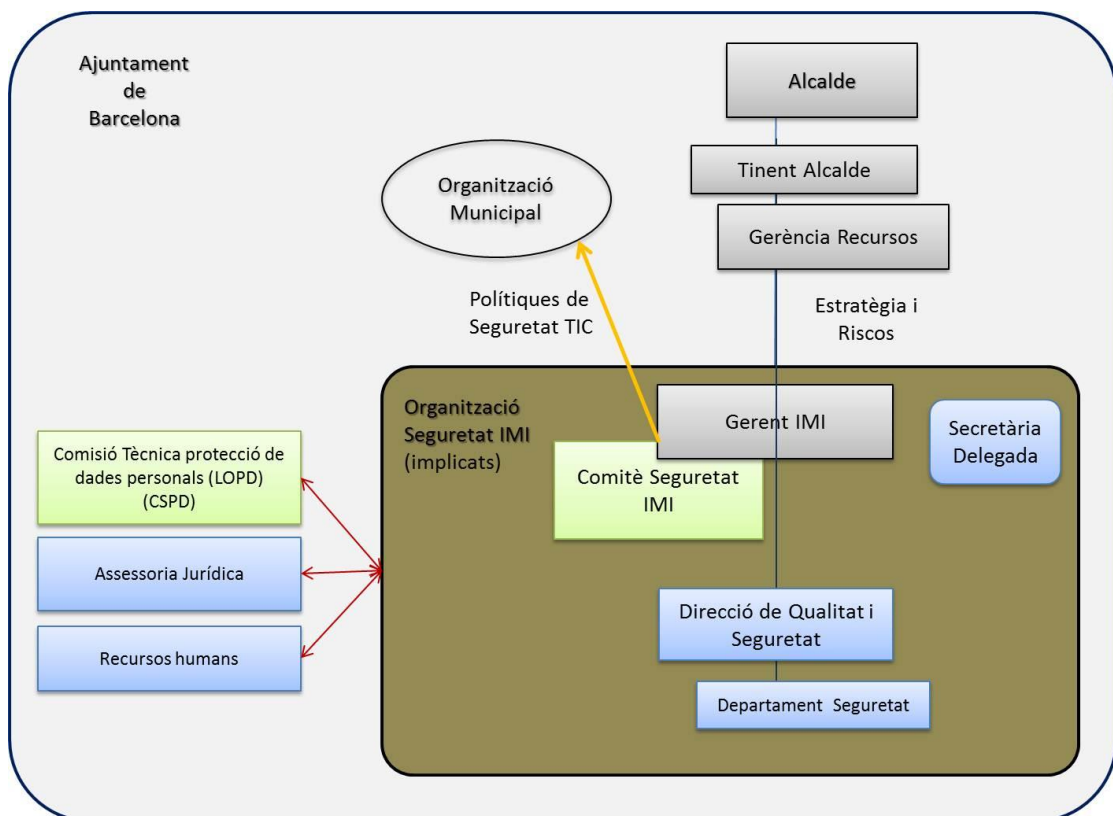 Ajuntament
de
Barcelona
Alcalde
Tinent Alcalde
Organització
Municipal
Gerència Recursos
Polítiques de
Seguretat TIC
Estratègia i
Riscos
Organització
Seguretat IMI
(implicats)
Gerent IMI
Secretària
Delegada
Comitè Seguretat
IMI
Comisió Tècnica protecció de
dades personals (LOPD)
(CSPD)
Assessoria Jurídica
Recursos humans
Direcció de Qualitat i
Seguretat
Departament Seguretat